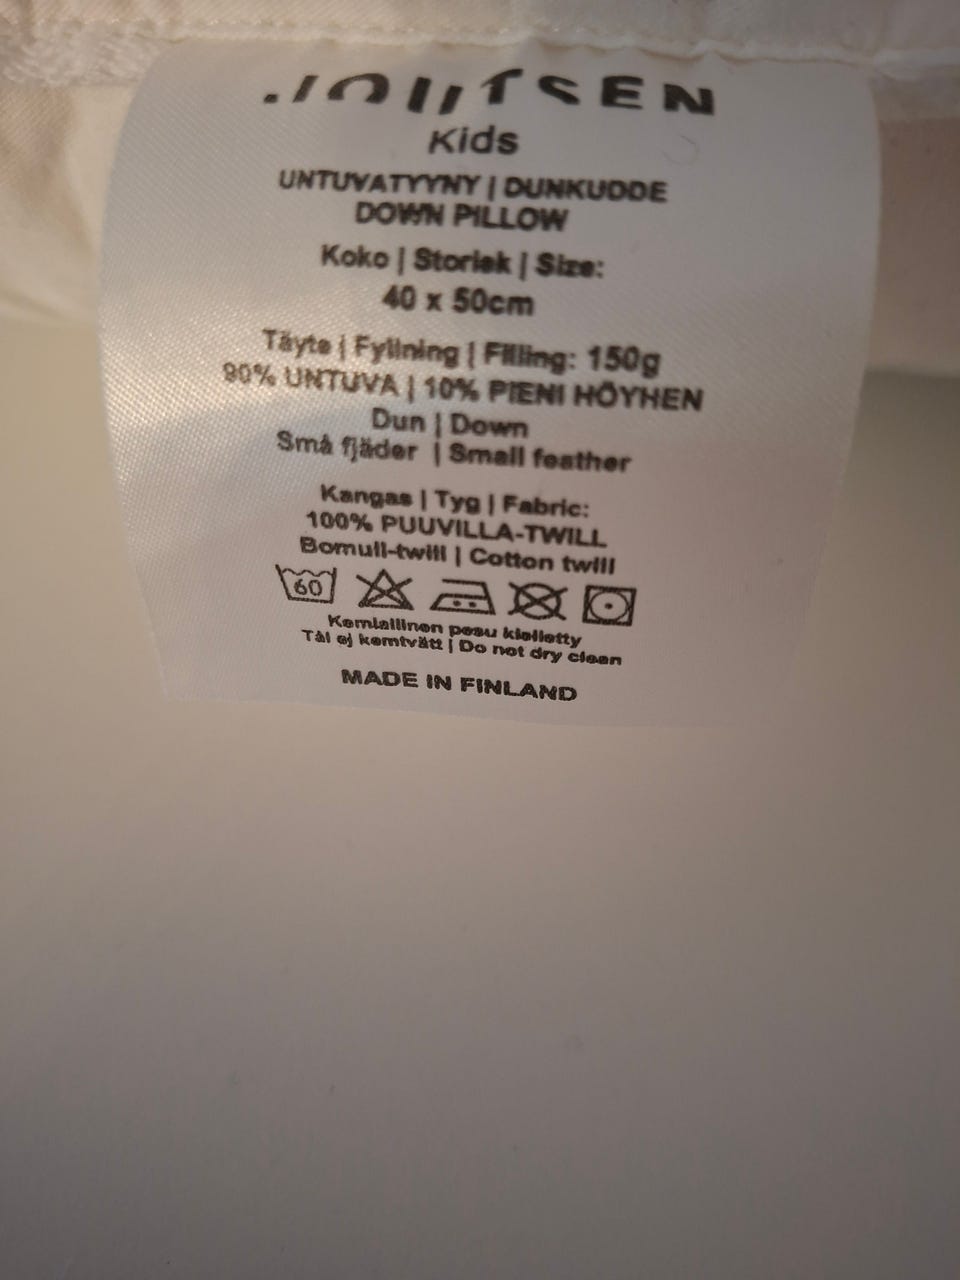 JOUTSEN
Kids
UNTUVATYYNY | DUNKUDDE
DOWN PILLOW
Koko | Storlek | Size:
40 x 50cm
Täyte | Fyllning | Filling: 150g
90% UNTUVA | 10% PIENI HÖYHEN
Dun | Down
Små fjäder | Small feather
Kangas | Tyg | Fabric:
100% PUUVILLA-TWILL
Bomull-twill | Cotton twill
60
Kemiallinen pesu kielletty
Tål ej kemtvätt | Do not dry clean
MADE IN FINLAND